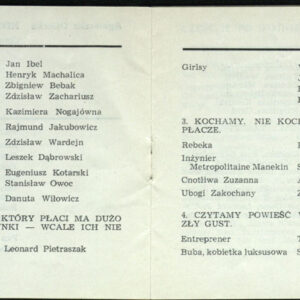 Jan Ibel
Henryk Machalica
Zbigniew Bebak
Zdzisław Zachariusz
Kazimiera Nogajówna
Rajmund Jakubowicz
Zdzisław Wardejn
Leszek Dąbrowski
Eugeniusz Kotarski
Stanisław Owoc
Danuta Wiłowicz
KTÓRY PŁACI MA DUŻO
NKI — WCALE ICH NIE
Leonard Pietraszak
Girlsy
3. KOCHAMY, NIE KOCH
PŁACZE.
Rebeka
Inżynier
Metropolitaine Manekin S
Cnotliwa Zuzanna
Ubogi Zakochany
4. CZYTAMY POWIEŚĆ
ZŁY GUST.
Entreprener
Buba, kobietka luksusowa S